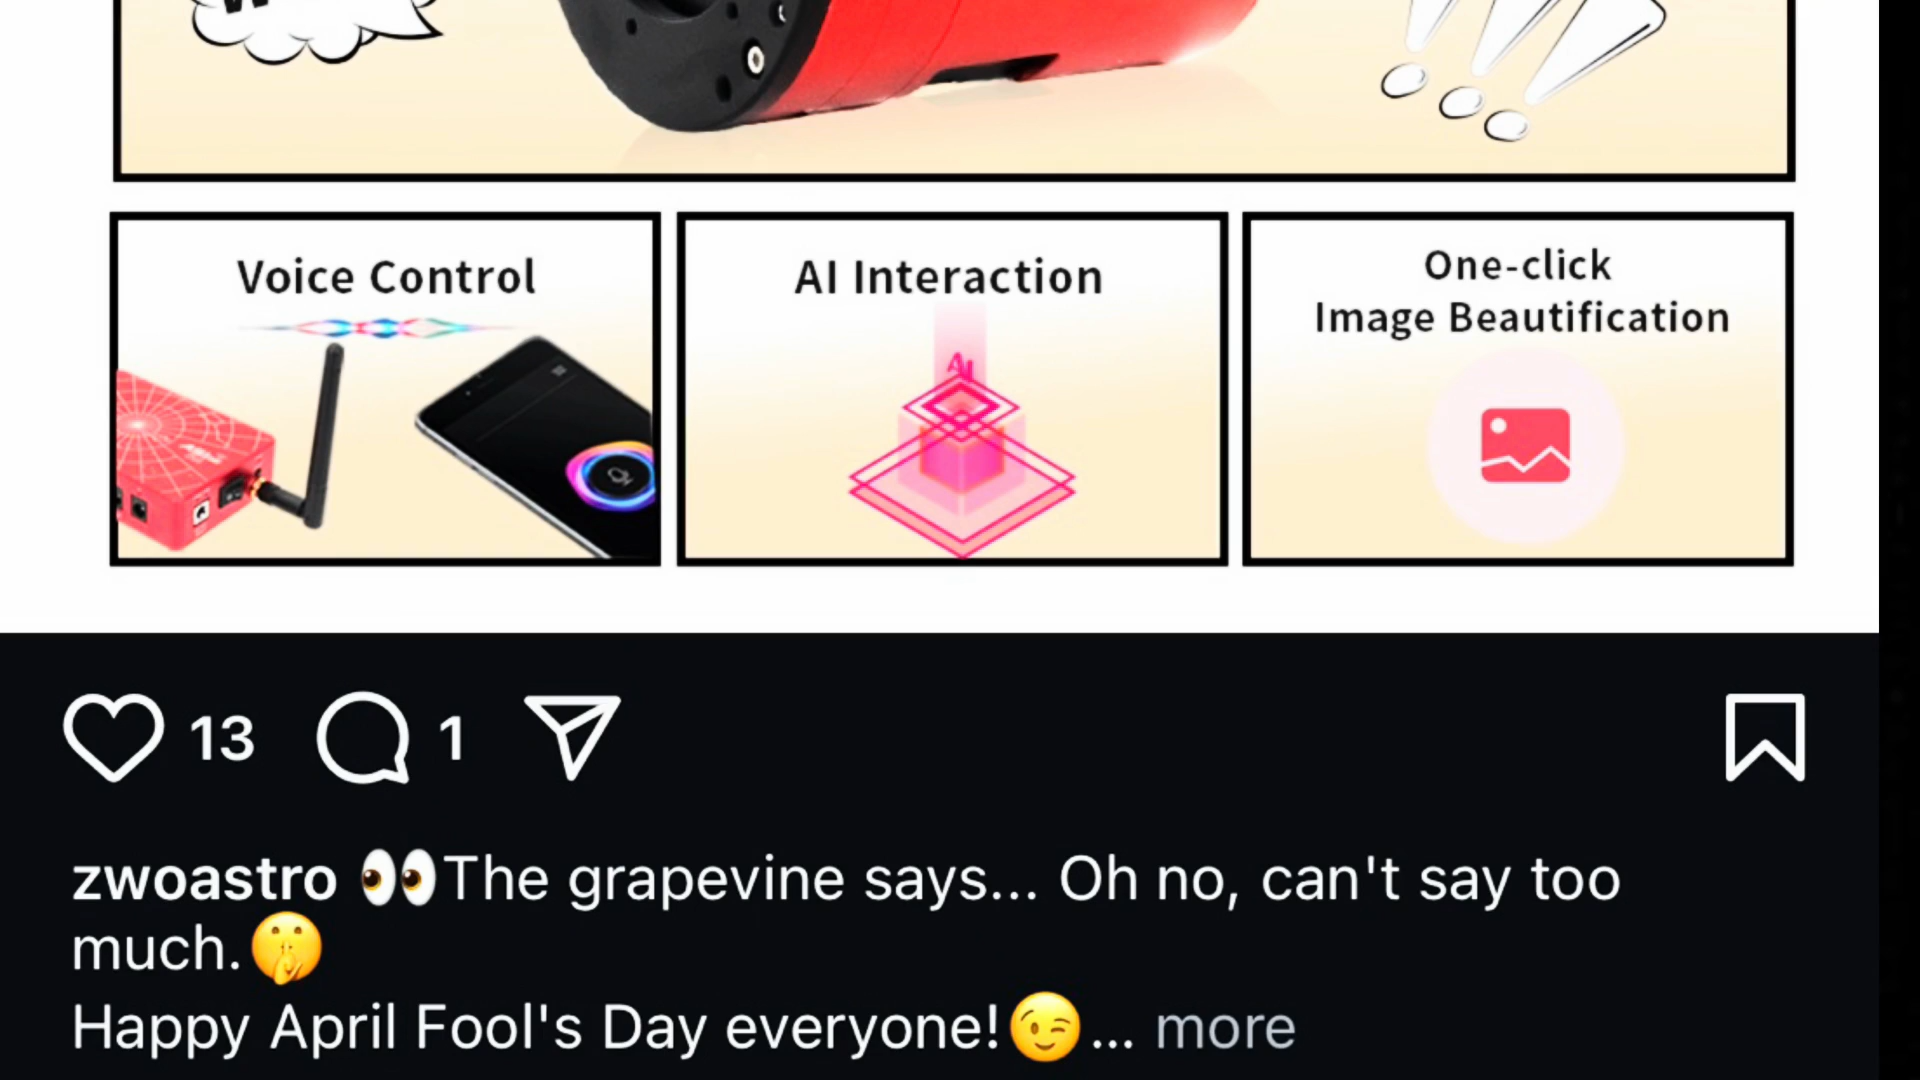 Voice Control
AI Interaction
One-click
Image Beautification
AI
13
1
zwoastro 👀The grapevine says... Oh no, can't say too
much.🤫
Happy April Fool's Day everyone!😉... more